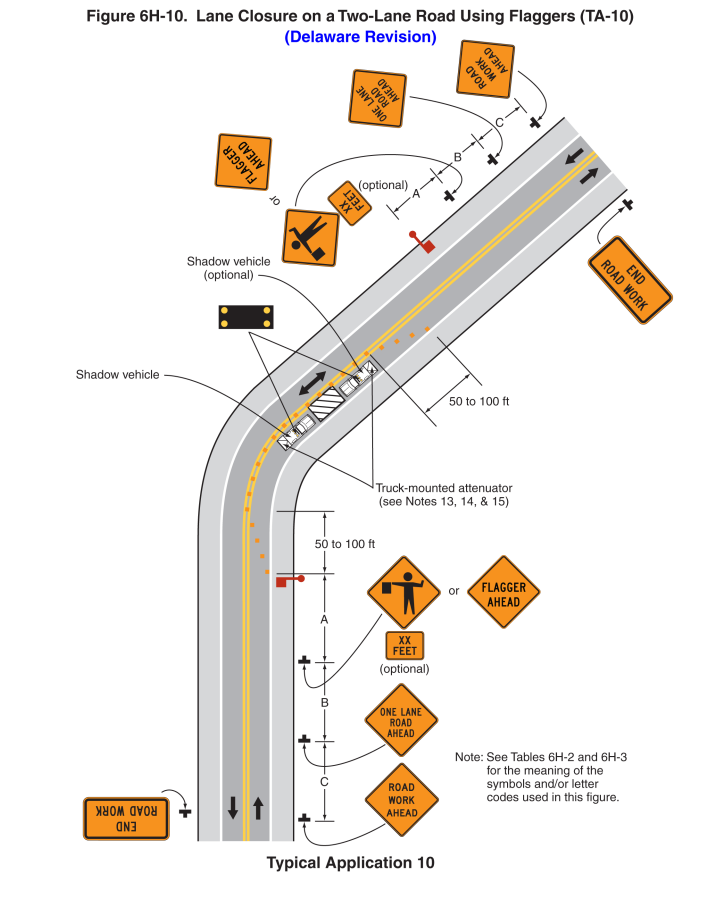 Figure 6H-10. Lane Closure on a Two-Lane Road Using Flaggers (TA-10)
(Delaware Revision)
ROAD
WORK
AHEAD
ONE LANE
ROAD
AHEAD
C
B
A
FLAGGER
AHEAD
or
XX
FEET
(optional)
END
ROAD WORK
Shadow vehicle
(optional)
Shadow vehicle
50 to 100 ft
Truck-mounted attenuator
(see Notes 13, 14, & 15)
50 to 100 ft
A
or
FLAGGER
AHEAD
XX
FEET
(optional)
B
ONE LANE
ROAD
AHEAD
C
ROAD
WORK
AHEAD
Note: See Tables 6H-2 and 6H-3
for the meaning of the
symbols and/or letter
codes used in this figure.
END
ROAD WORK
Typical Application 10